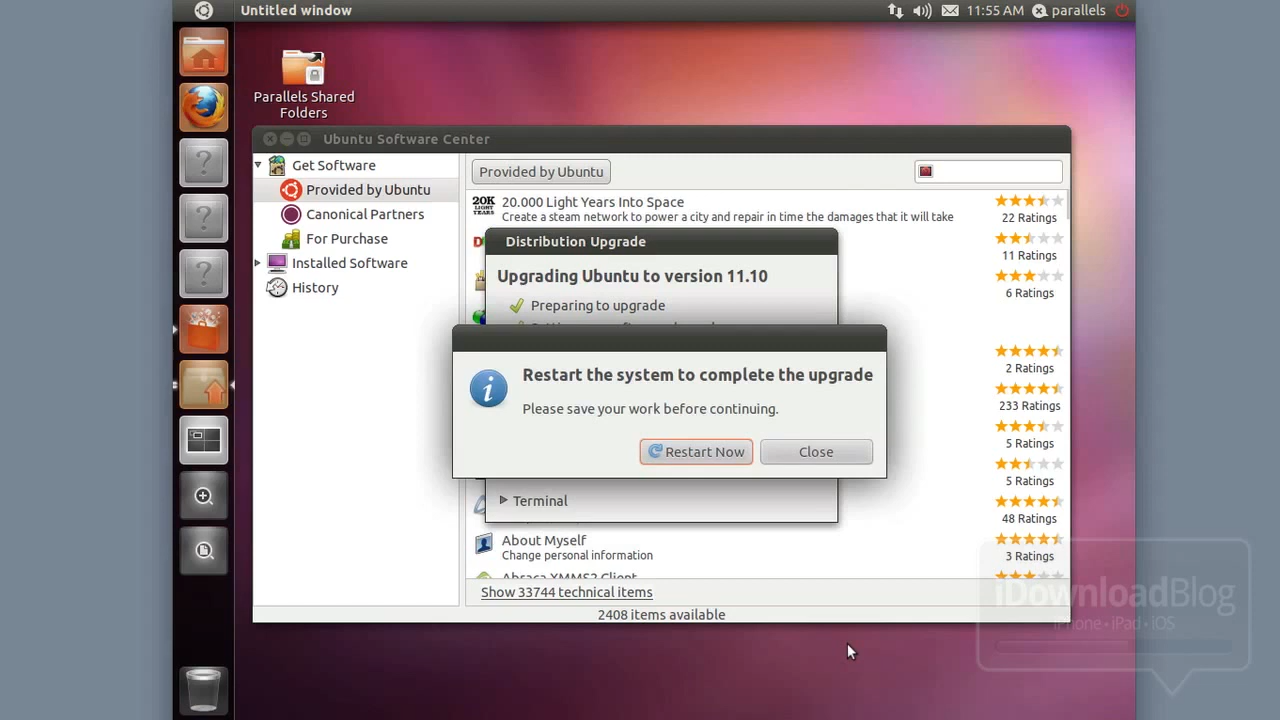 Untitled window
11:55 AM
parallels
Parallels Shared
Folders
Ubuntu Software Center
Get Software
Provided by Ubuntu
Canonical Partners
For Purchase
Installed Software
History
Provided by Ubuntu
20K
LIGHT
YEARS
20.000 Light Years Into Space
Create a steam network to power a city and repair in time the damages that it will take
22 Ratings
11 Ratings
6 Ratings
2 Ratings
233 Ratings
5 Ratings
5 Ratings
48 Ratings
3 Ratings
Distribution Upgrade
Upgrading Ubuntu to version 11.10
Preparing to upgrade
Restart the system to complete the upgrade
Please save your work before continuing.
Restart Now
Close
Terminal
About Myself
Change personal information
Abraca XMMS2 Client
Show 33744 technical items
2408 items available
iDownloadBlog
iPhone • iPad • iOS